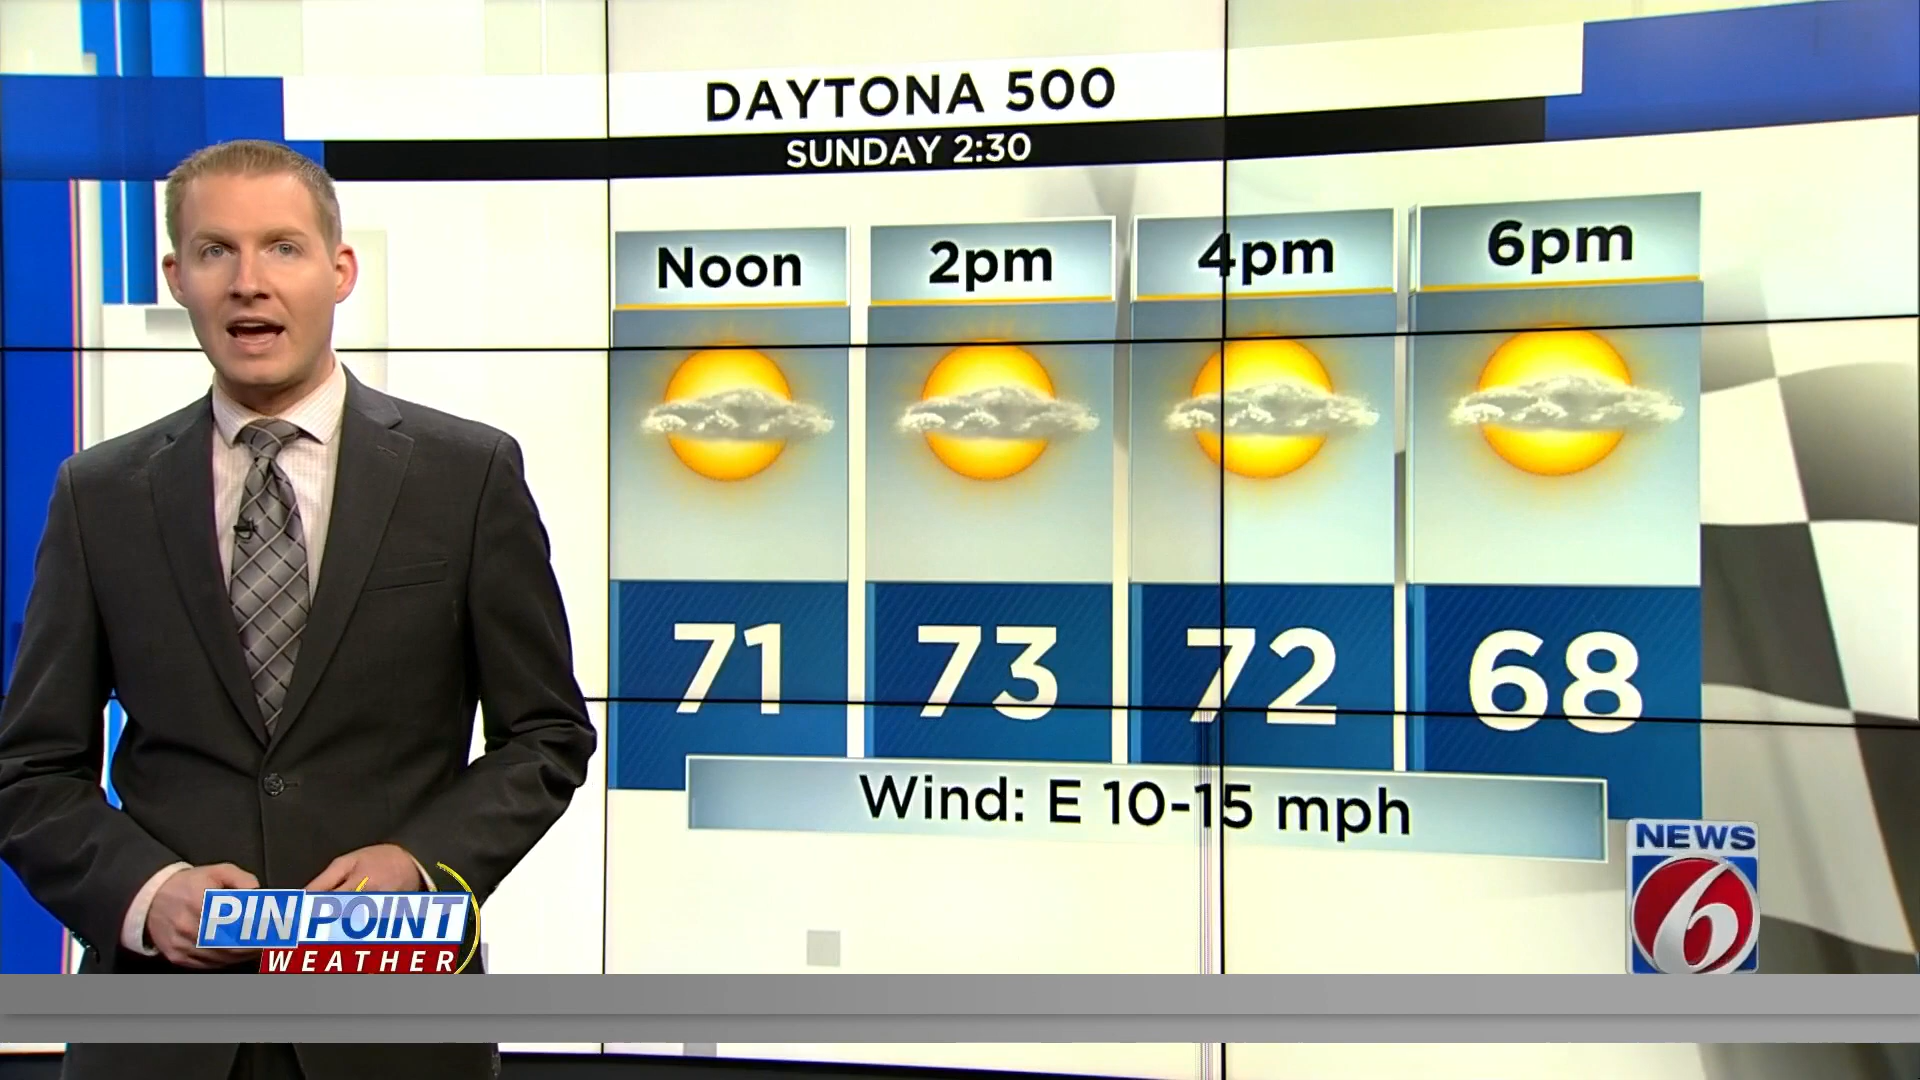 DAYTONA 500
SUNDAY 2:30
Noon 2pm 4pm 6pm
71 73 72 68
Wind: E 10-15 mph
NEWS
6
PINPOINT
WEATHER